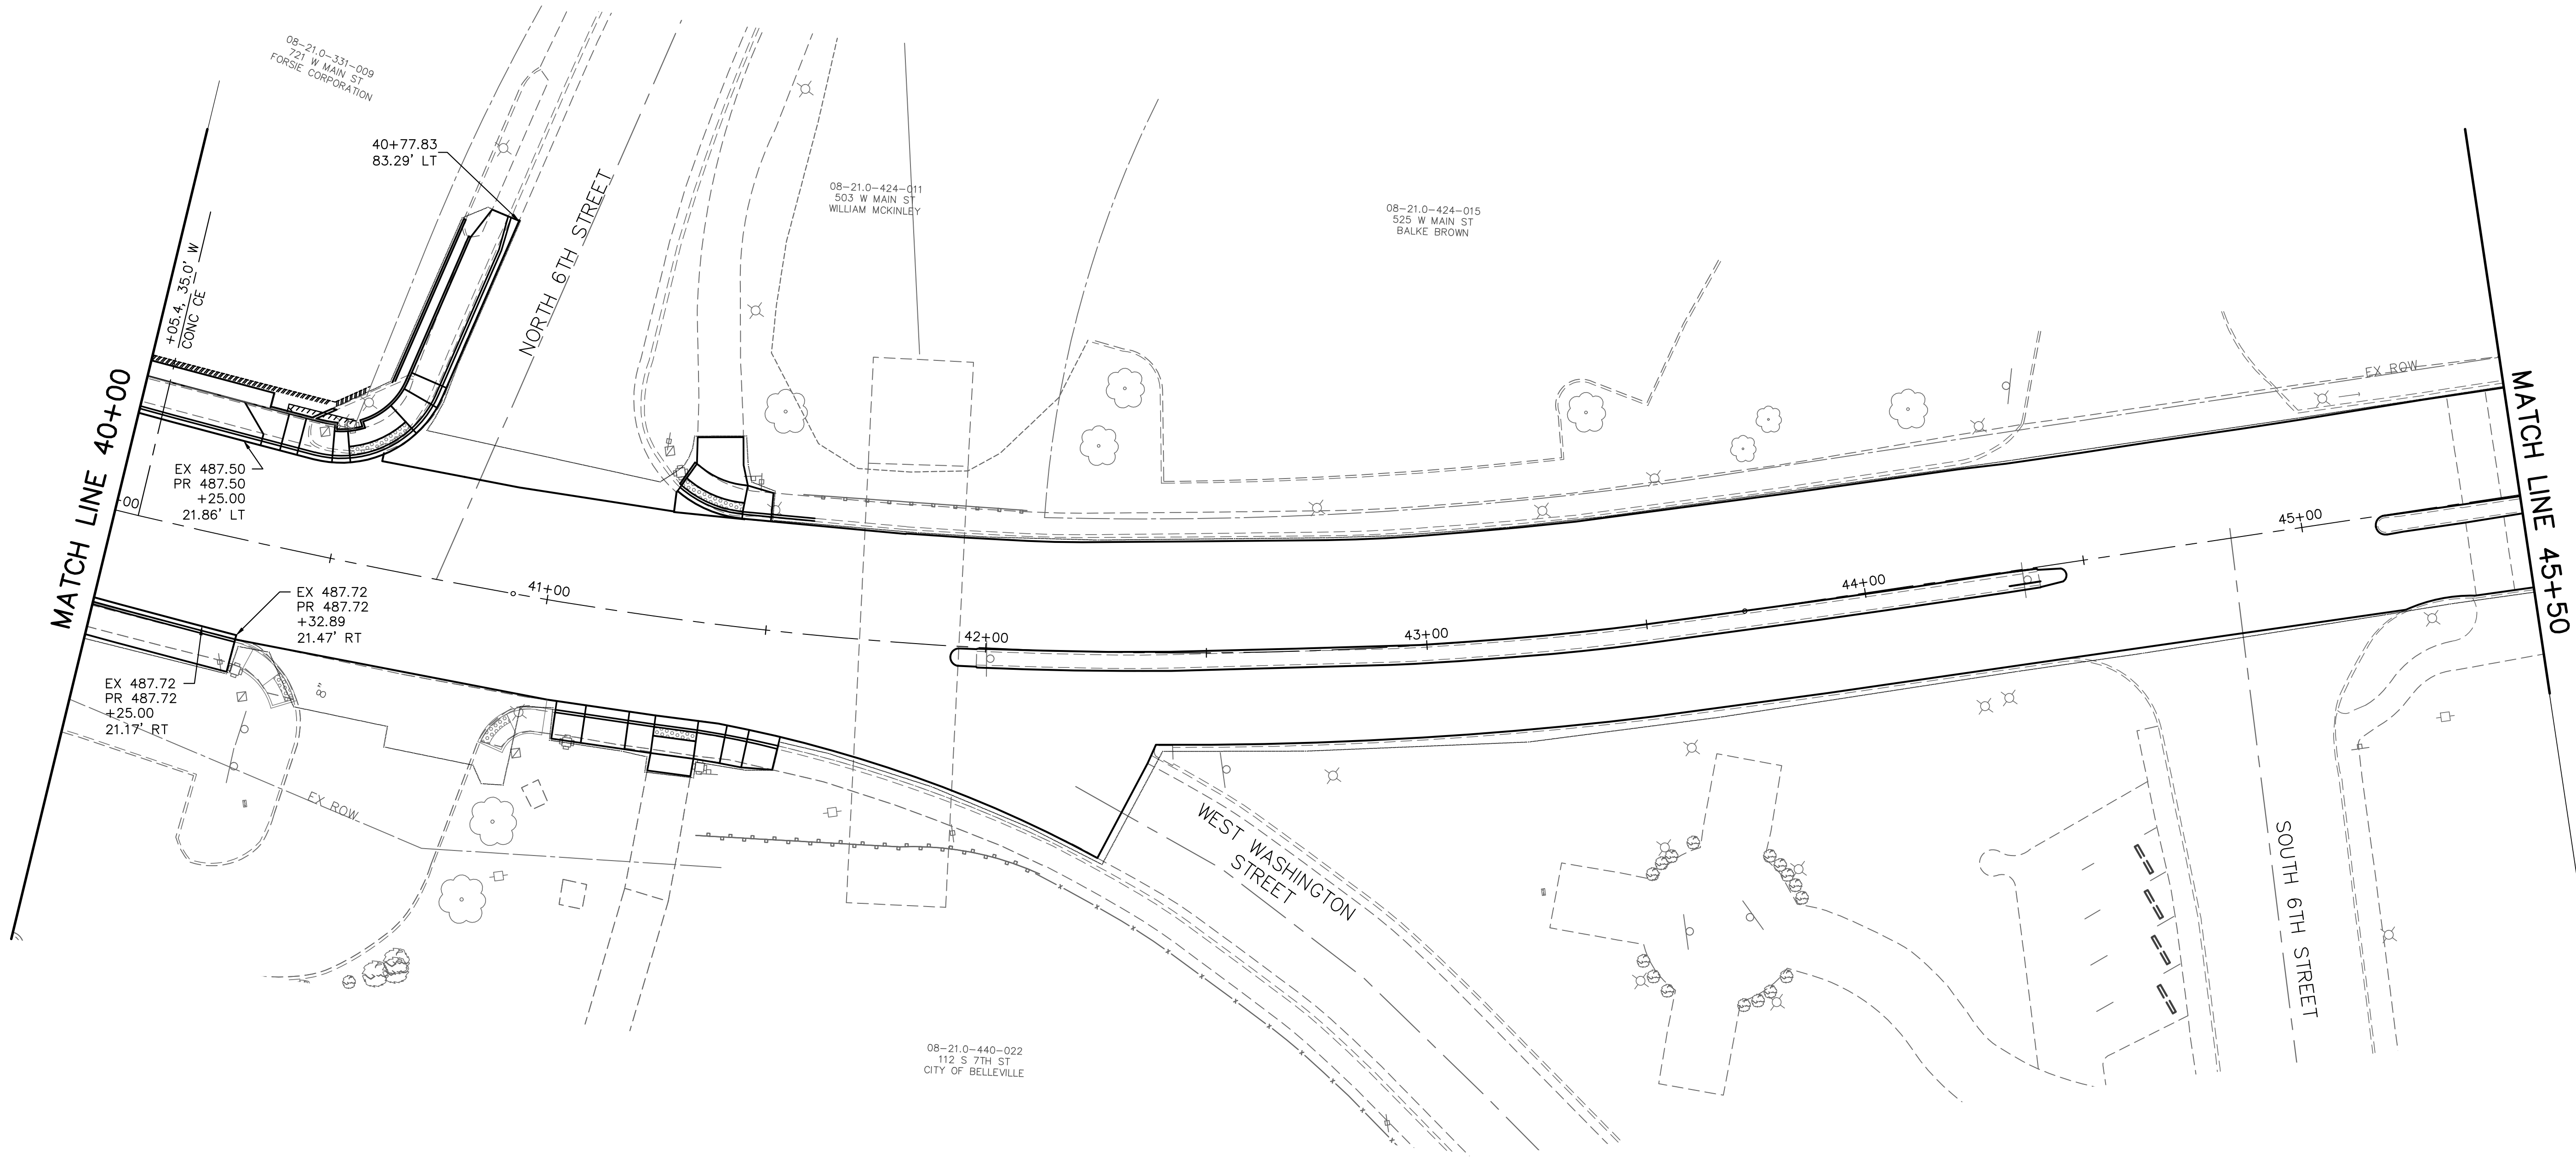 08-21.0-331-009
721 W MAIN ST
FORSIE CORPORATION
40+77.83
83.29' LT
NORTH 6TH STREET
08-21.0-424-011
503 W MAIN ST
WILLIAM MCKINLEY
08-21.0-424-015
525 W MAIN ST
BALKE BROWN
+05.4, 35.0' W
CONC CE
MATCH LINE 40+00
+00
EX 487.50
PR 487.50
+25.00
21.86' LT
EX 487.72
PR 487.72
+32.89
21.47' RT
EX 487.72
PR 487.72
+25.00
21.17' RT
8"
EX ROW
41+00
42+00
43+00
44+00
45+00
EX ROW
MATCH LINE 45+50
WEST WASHINGTON
STREET
SOUTH 6TH STREET
08-21.0-440-022
112 S 7TH ST
CITY OF BELLEVILLE